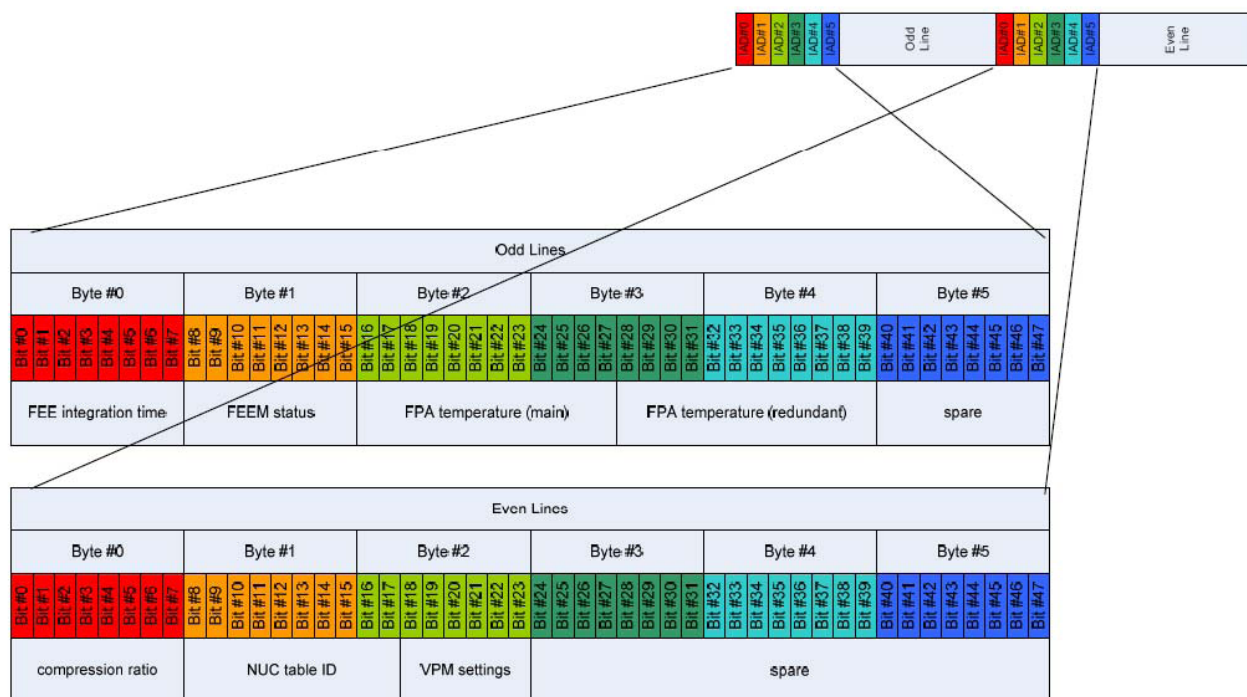 IAD#0 IAD#1 IAD#2 IAD#3 IAD#4 IAD#5 Odd Line IAD#0 IAD#1 IAD#2 IAD#3 IAD#4 IAD#5 Even Line
Odd Lines
Byte #0 Byte #1 Byte #2 Byte #3 Byte #4 Byte #5
Bit #0 Bit #1 Bit #2 Bit #3 Bit #4 Bit #5 Bit #6 Bit #7 Bit #8 Bit #9 Bit #10 Bit #11 Bit #12 Bit #13 Bit #14 Bit #15 Bit #16 Bit #17 Bit #18 Bit #19 Bit #20 Bit #21 Bit #22 Bit #23 Bit #24 Bit #25 Bit #26 Bit #27 Bit #28 Bit #29 Bit #30 Bit #31 Bit #32 Bit #33 Bit #34 Bit #35 Bit #36 Bit #37 Bit #38 Bit #39 Bit #40 Bit #41 Bit #42 Bit #43 Bit #44 Bit #45 Bit #46 Bit #47
FEE integration time FEEM status FPA temperature (main) FPA temperature (redundant) spare
Even Lines
Byte #0 Byte #1 Byte #2 Byte #3 Byte #4 Byte #5
Bit #0 Bit #1 Bit #2 Bit #3 Bit #4 Bit #5 Bit #6 Bit #7 Bit #8 Bit #9 Bit #10 Bit #11 Bit #12 Bit #13 Bit #14 Bit #15 Bit #16 Bit #17 Bit #18 Bit #19 Bit #20 Bit #21 Bit #22 Bit #23 Bit #24 Bit #25 Bit #26 Bit #27 Bit #28 Bit #29 Bit #30 Bit #31 Bit #32 Bit #33 Bit #34 Bit #35 Bit #36 Bit #37 Bit #38 Bit #39 Bit #40 Bit #41 Bit #42 Bit #43 Bit #44 Bit #45 Bit #46 Bit #47
compression ratio NUC table ID VPM settings spare